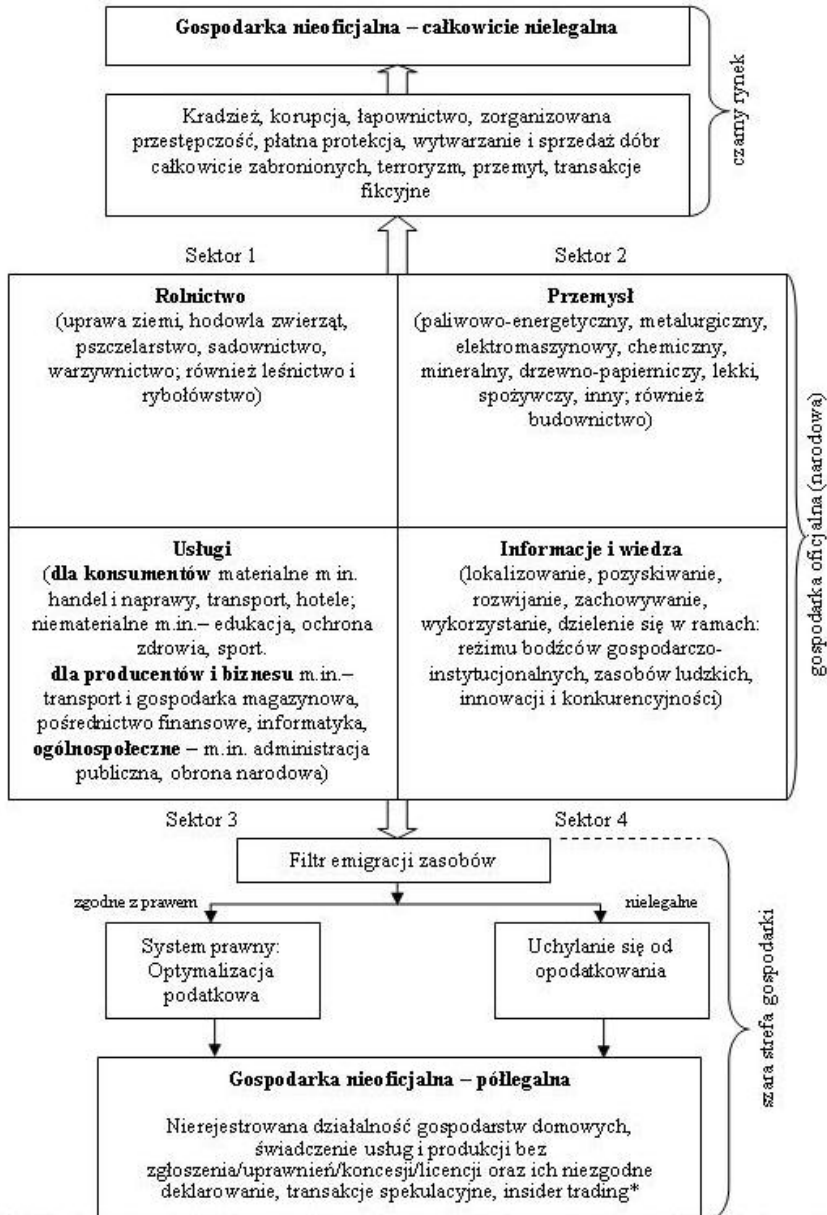 Gospodarka nieoficjalna – całkowicie nielegalna
Kradzież, korupcja, łapownictwo, zorganizowana
przestępczość, płatna protekcja, wytwarzanie i sprzedaż dóbr
całkowicie zabronionych, terroryzm, przemyt, transakcje
fikcyjne
czarny rynek
Sektor 1
Sektor 2
Rolnictwo
(uprawa ziemi, hodowla zwierząt,
pszczelarstwo, sadownictwo,
warzywnictwo; również leśnictwo i
rybołówstwo)
Przemysł
(paliwowo-energetyczny, metalurgiczny,
elektromaszynowy, chemiczny,
mineralny, drzewno-papierniczy, lekki,
spożywczy, inny; również
budownictwo)
Usługi
(dla konsumentów materialne m in.
handel i naprawy, transport, hotele;
niematerialne m.in.– edukacja, ochrona
zdrowia, sport.
dla producentów i biznesu m.in.–
transport i gospodarka magazynowa,
pośrednictwo finansowe, informatyka,
ogólnospołeczne – m.in. administracja
publiczna, obrona narodowa)
Informacje i wiedza
(lokalizowanie, pozyskiwanie,
rozwijanie, zachowywanie,
wykorzystanie, dzielenie się w ramach:
reżimu bodźców gospodarczo-
instytucjonalnych, zasobów ludzkich,
innowacji i konkurencyjności)
gospodarka oficjalna (narodowa)
Sektor 3
Sektor 4
Filtr emigracji zasobów
zgodne z prawem
nielegalne
System prawny:
Optymalizacja
podatkowa
Uchylanie się od
opodatkowania
Gospodarka nieoficjalna – półlegalna
Nierejestrowana działalność gospodarstw domowych,
świadczenie usług i produkcji bez
zgłoszenia/uprawnień/koncesji/licencji oraz ich niezgodne
deklarowanie, transakcje spekulacyjne, insider trading*
szara strefa gospodarki